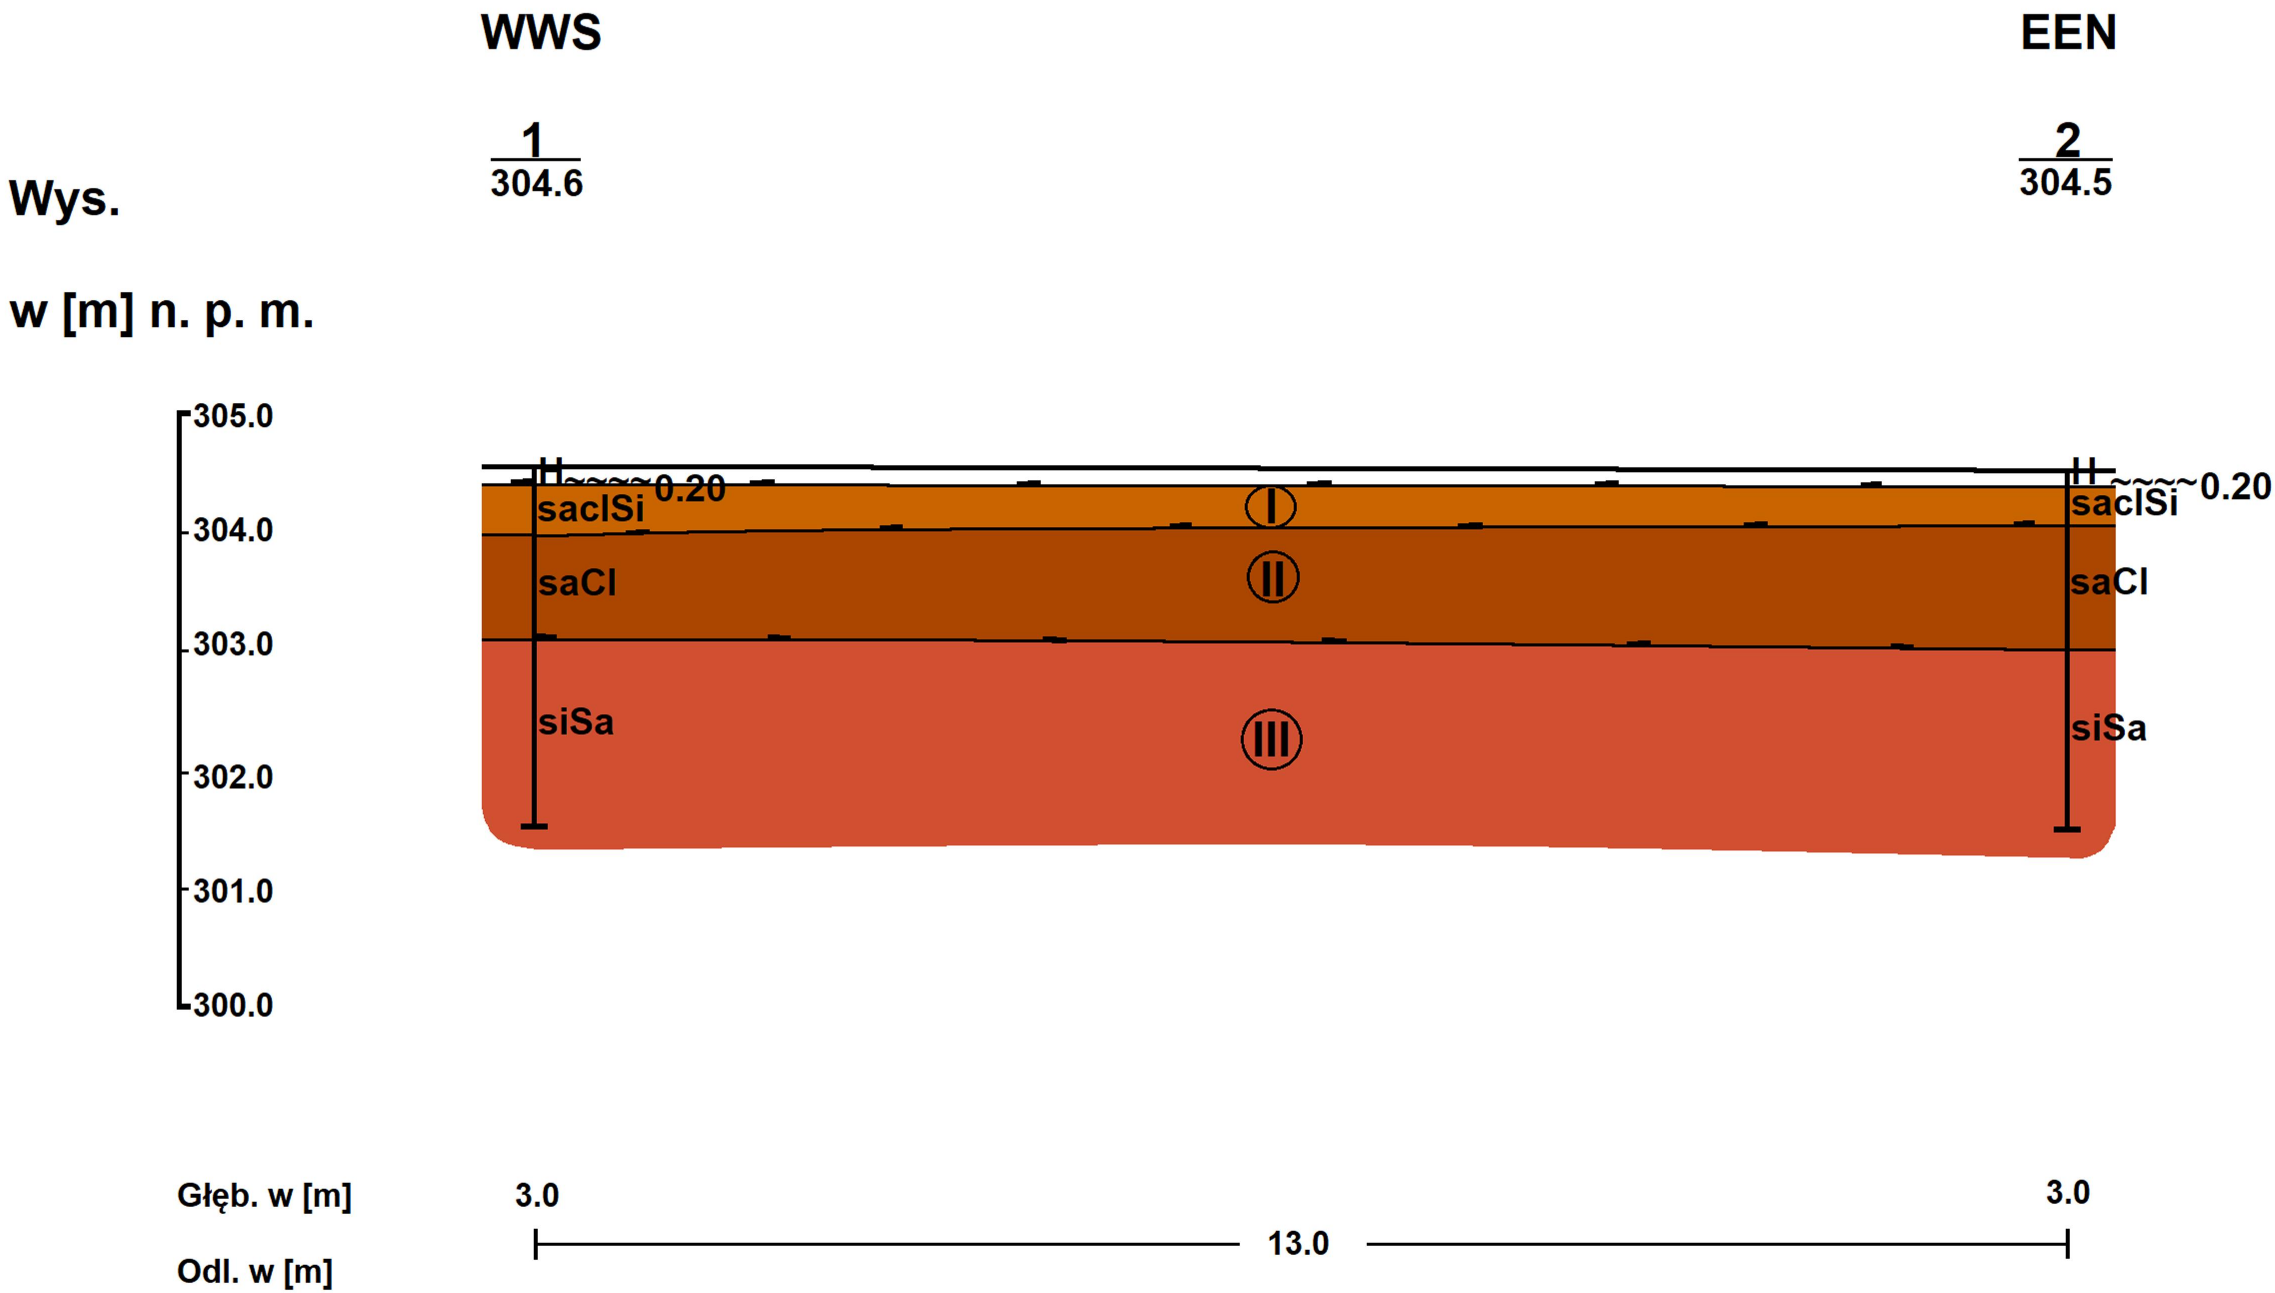 WWS EEN
1 2
304.6 304.5
Wys.
w [m] n. p. m.
305.0
H ~~~~0.20 H ~~~~0.20
saclSi I saclSi
304.0
saCl II saCl
303.0
siSa III siSa
302.0
301.0
300.0
Głęb. w [m] 3.0 3.0
13.0
Odl. w [m]